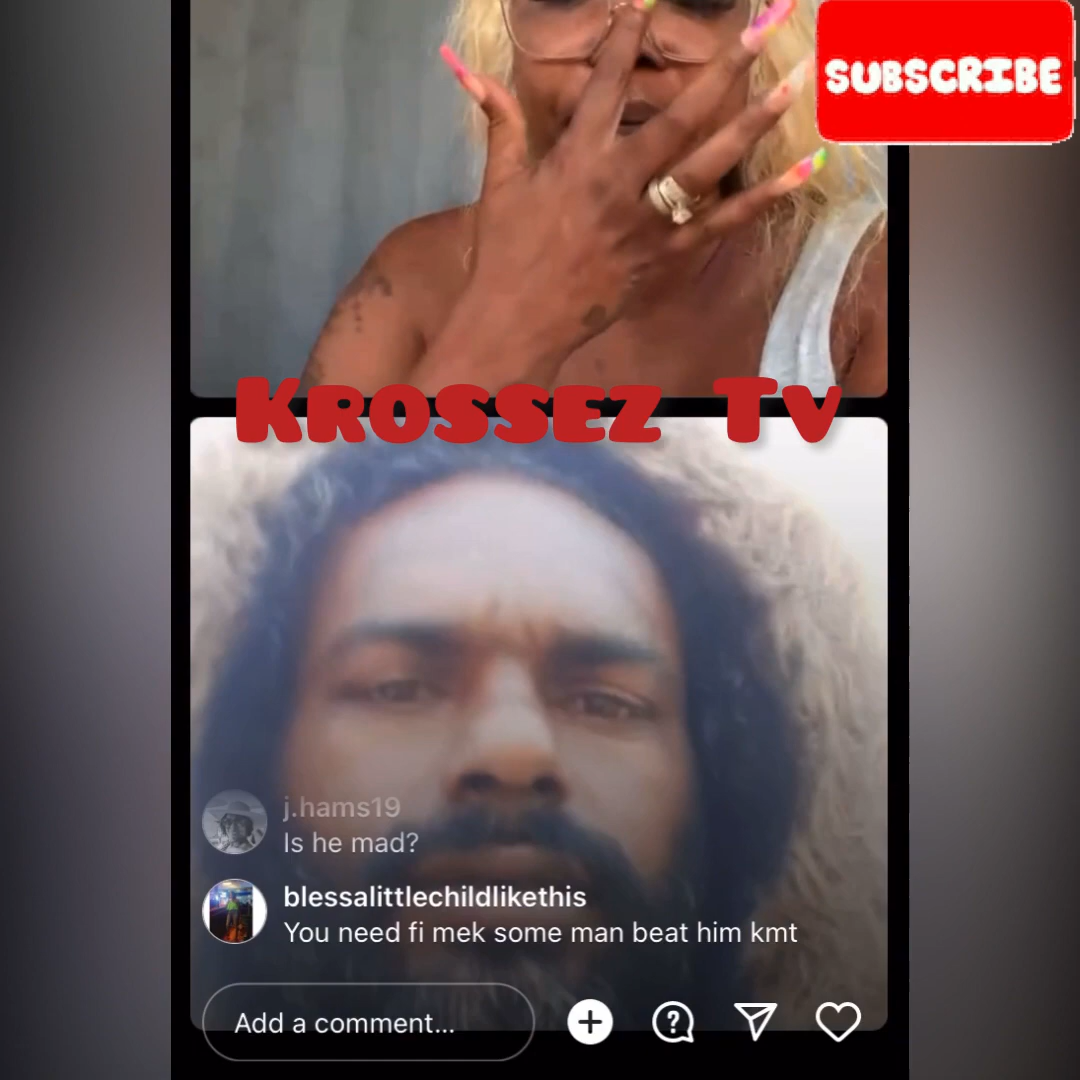 SUBSCRIBE
KROSSEZ TV
j.hams19
Is he mad?
blessalittlechildlikethis
You need fi mek some man beat him kmt
Add a comment...